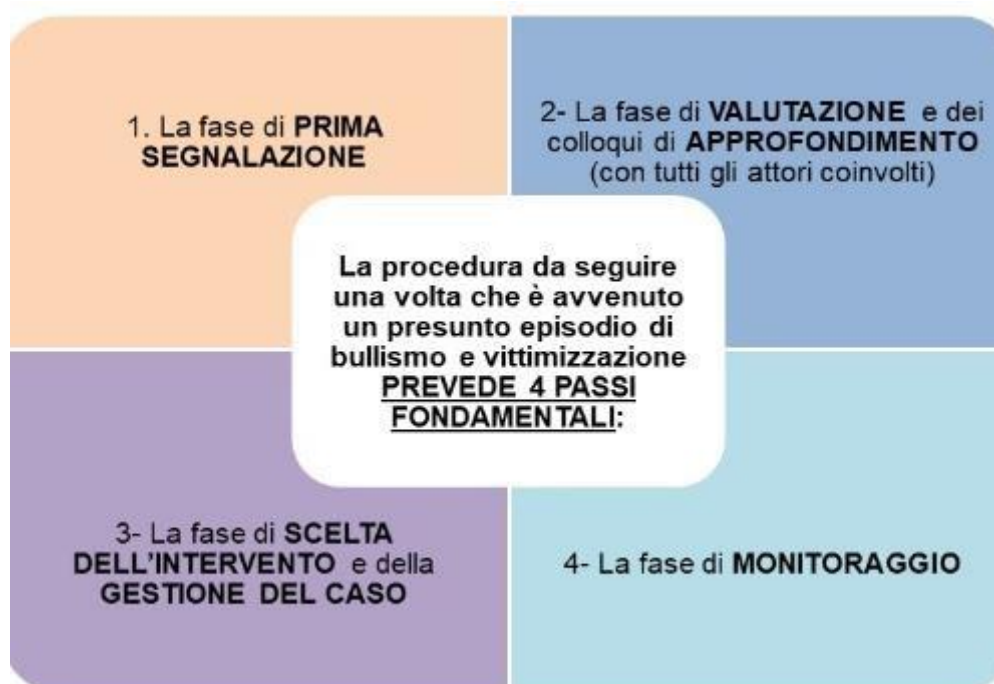 1. La fase di PRIMA
SEGNALAZIONE
2- La fase di VALUTAZIONE e dei
colloqui di APPROFONDIMENTO
(con tutti gli attori coinvolti)
La procedura da seguire
una volta che è avvenuto
un presunto episodio di
bullismo e vittimizzazione
PREVEDE 4 PASSI
FONDAMENTALI:
3- La fase di SCELTA
DELL'INTERVENTO e della
GESTIONE DEL CASO
4- La fase di MONITORAGGIO